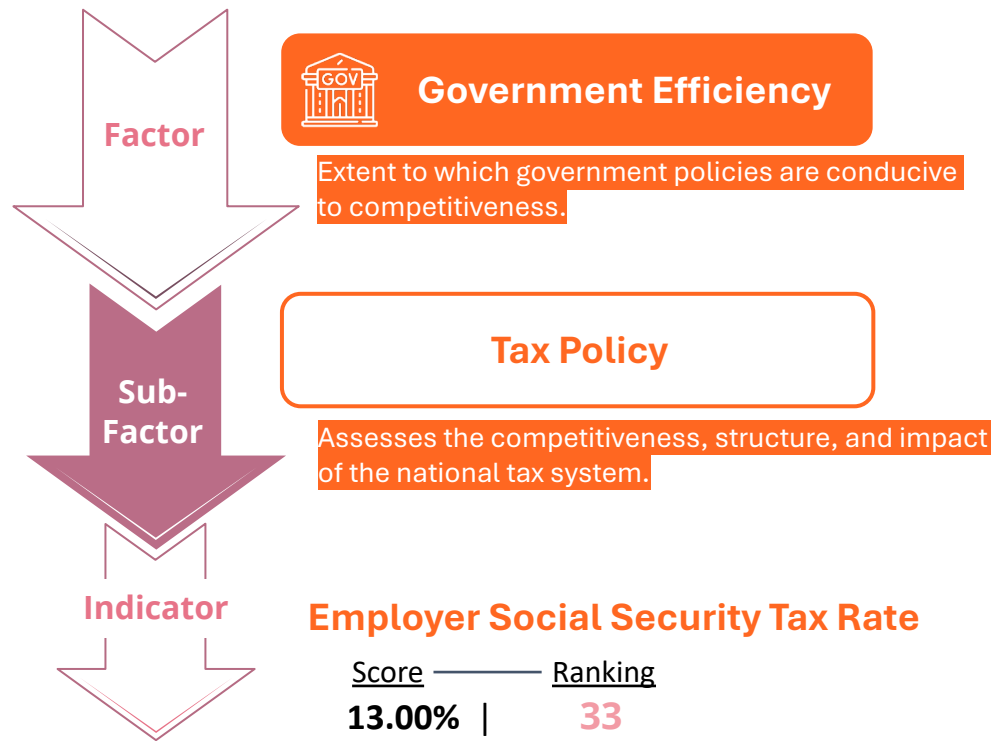 Factor
GOV
Government Efficiency
Extent to which government policies are conducive
to competitiveness.
Sub-
Factor
Tax Policy
Assesses the competitiveness, structure, and impact
of the national tax system.
Indicator
Employer Social Security Tax Rate
Score Ranking
13.00% | 33